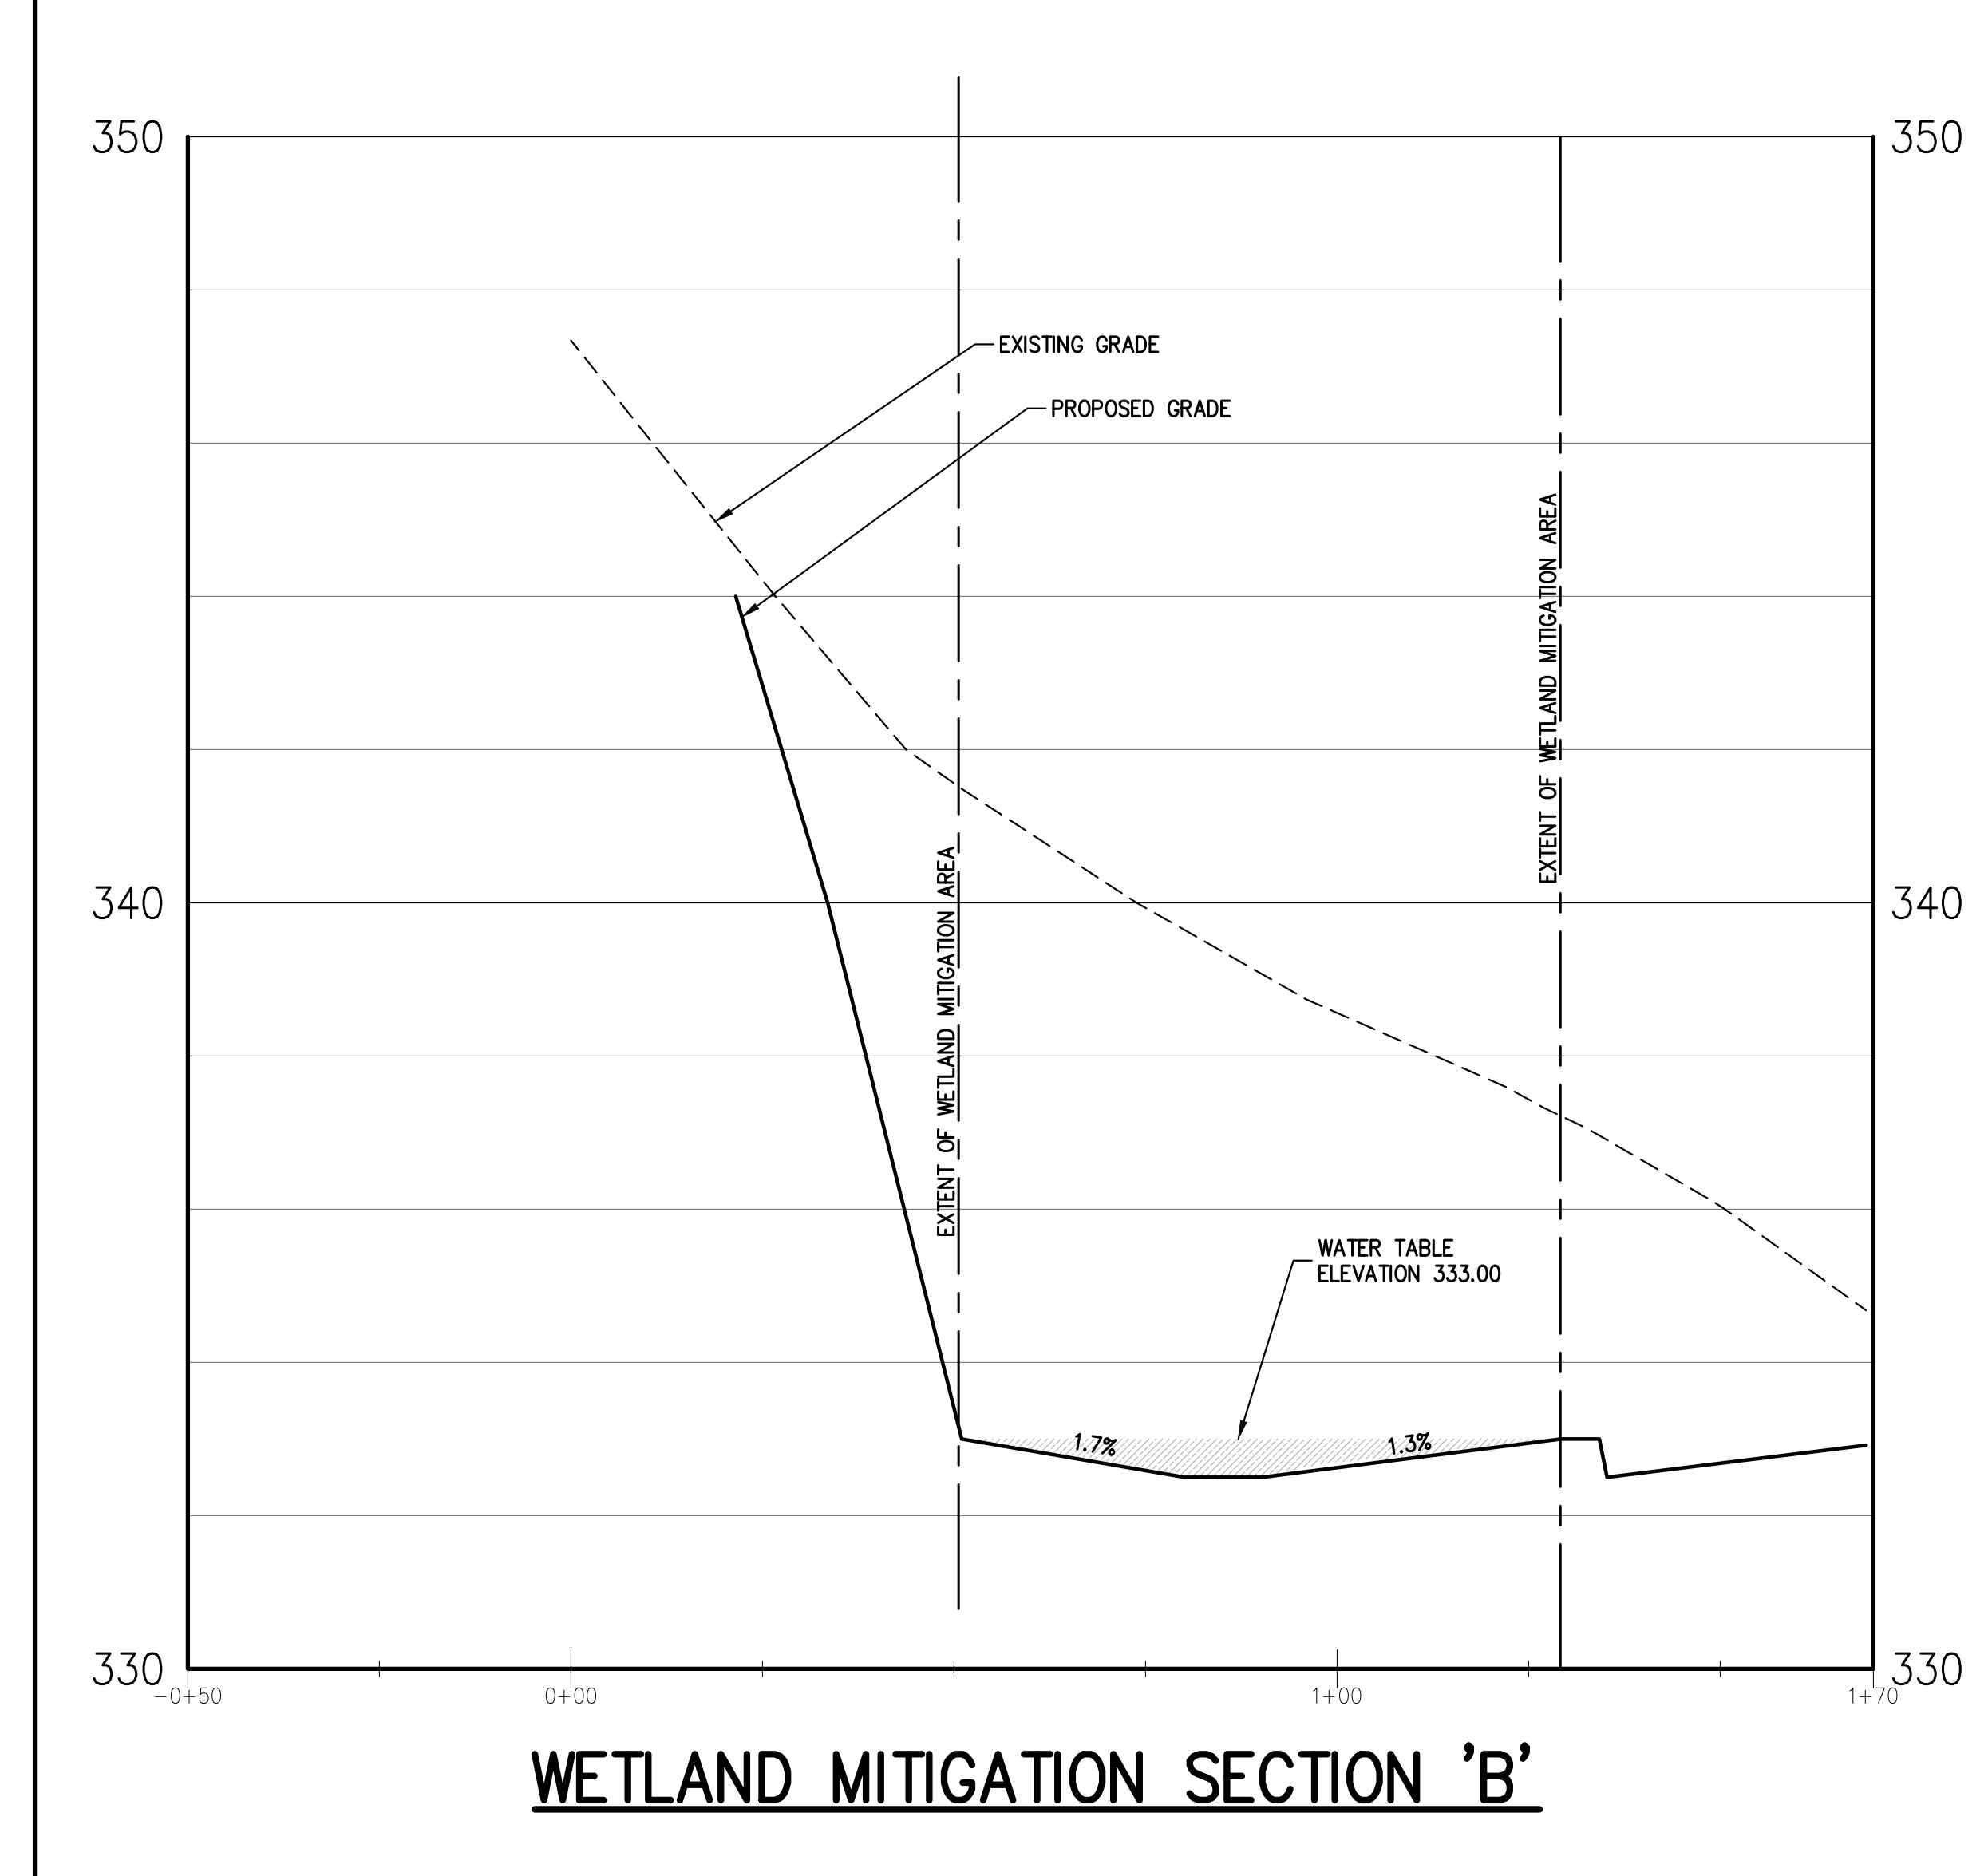 350
350
EXISTING GRADE
PROPOSED GRADE
EXTENT OF WETLAND MITIGATION AREA
EXTENT OF WETLAND MITIGATION AREA
340
340
WATER TABLE
ELEVATION 333.00
1.7%
1.3%
330
330
-0+50
0+00
1+00
1+70
WETLAND MITIGATION SECTION 'B'